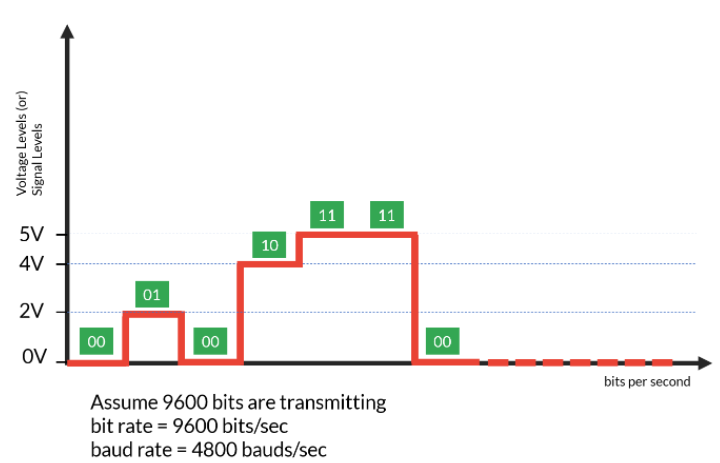 Voltage Levels (or)
Signal Levels
11 11
5V
10
4V
01
2V
00 00 00
0V
bits per second
Assume 9600 bits are transmitting
bit rate = 9600 bits/sec
baud rate = 4800 bauds/sec